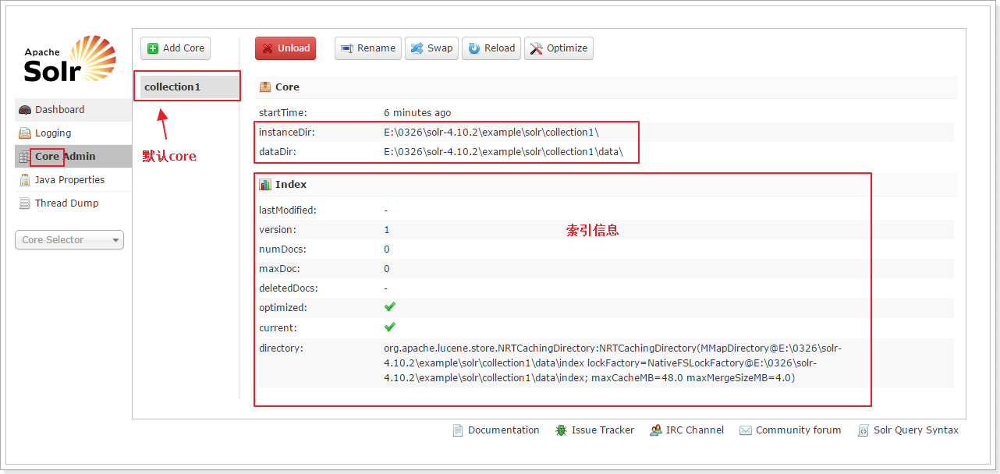 Apache
Solr
Dashboard
Logging
Core Admin
Java Properties
Thread Dump
Core Selector
Add Core
collection1
默认core
Unload
Rename
Swap
Reload
Optimize
Core
startTime: 6 minutes ago
instanceDir: E:\0326\solr-4.10.2\example\solr\collection1\
dataDir: E:\0326\solr-4.10.2\example\solr\collection1\data\
Index
lastModified: -
version: 1
索引信息
numDocs: 0
maxDoc: 0
deletedDocs: -
optimized:
current:
directory: org.apache.lucene.store.NRTCachingDirectory:NRTCachingDirectory(MMapDirectory@E:\0326\solr-
4.10.2\example\solr\collection1\data\index lockFactory=NativeFSLockFactory@E:\0326\solr-
4.10.2\example\solr\collection1\data\index; maxCacheMB=48.0 maxMergeSizeMB=4.0)
Documentation
Issue Tracker
IRC Channel
Community forum
Solr Query Syntax